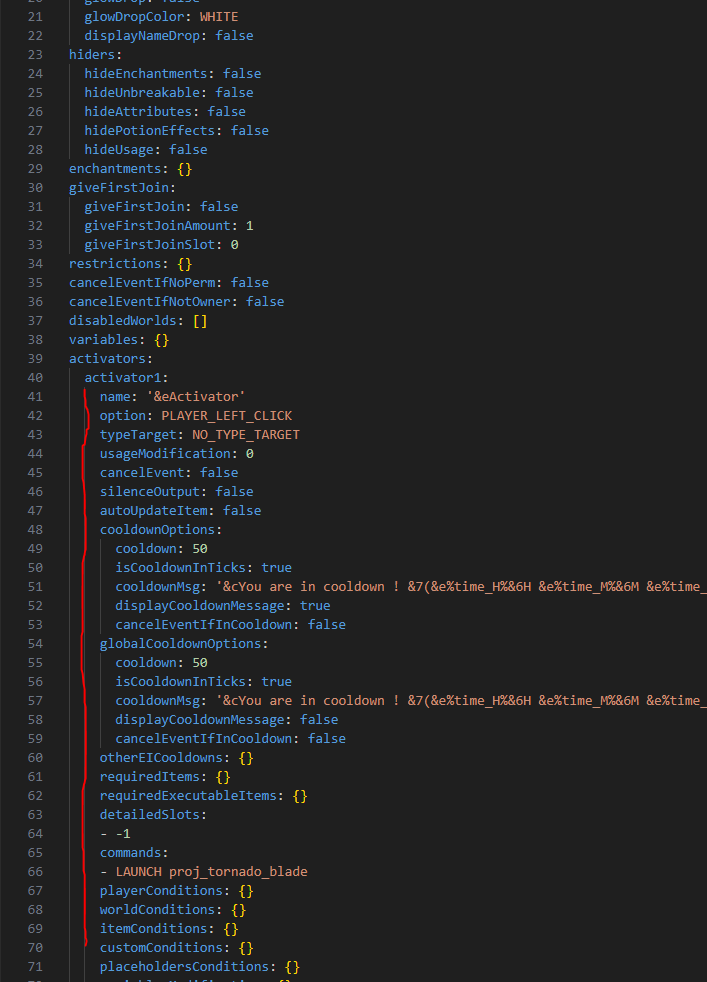 glowDropColor: WHITE
21
22 displayNameDrop: false
23 hiders:
24 hideEnchantments: false
25 hideUnbreakable: false
26 hideAttributes: false
27 hidePotionEffects: false
28 hideUsage: false
29 enchantments: {}
30 giveFirstJoin:
31 giveFirstJoin: false
32 giveFirstJoinAmount: 1
33 giveFirstJoinSlot: 0
34 restrictions: {}
35 cancelEventIfNoPerm: false
36 cancelEventIfNotOwner: false
37 disabledWorlds: []
38 variables: {}
39 activators:
40 activator1:
41 name: '&eActivator'
42 option: PLAYER_LEFT_CLICK
43 typeTarget: NO_TYPE_TARGET
44 usageModification: 0
45 cancelEvent: false
46 silenceOutput: false
47 autoUpdateItem: false
48 cooldownOptions:
49 cooldown: 50
50 isCooldownInTicks: true
51 cooldownMsg: '&cYou are in cooldown ! &7(&e%time_H%&6H &e%time_M%&6M &e%time_
52 displayCooldownMessage: true
53 cancelEventIfInCooldown: false
54 globalCooldownOptions:
55 cooldown: 50
56 isCooldownInTicks: true
57 cooldownMsg: '&cYou are in cooldown ! &7(&e%time_H%&6H &e%time_M%&6M &e%time_
58 displayCooldownMessage: false
59 cancelEventIfInCooldown: false
60 otherEICooldowns: {}
61 requiredItems: {}
62 requiredExecutableItems: {}
63 detailedSlots:
64 - -1
65 commands:
66 - LAUNCH proj_tornado_blade
67 playerConditions: {}
68 worldConditions: {}
69 itemConditions: {}
70 customConditions: {}
71 placeholdersConditions: {}